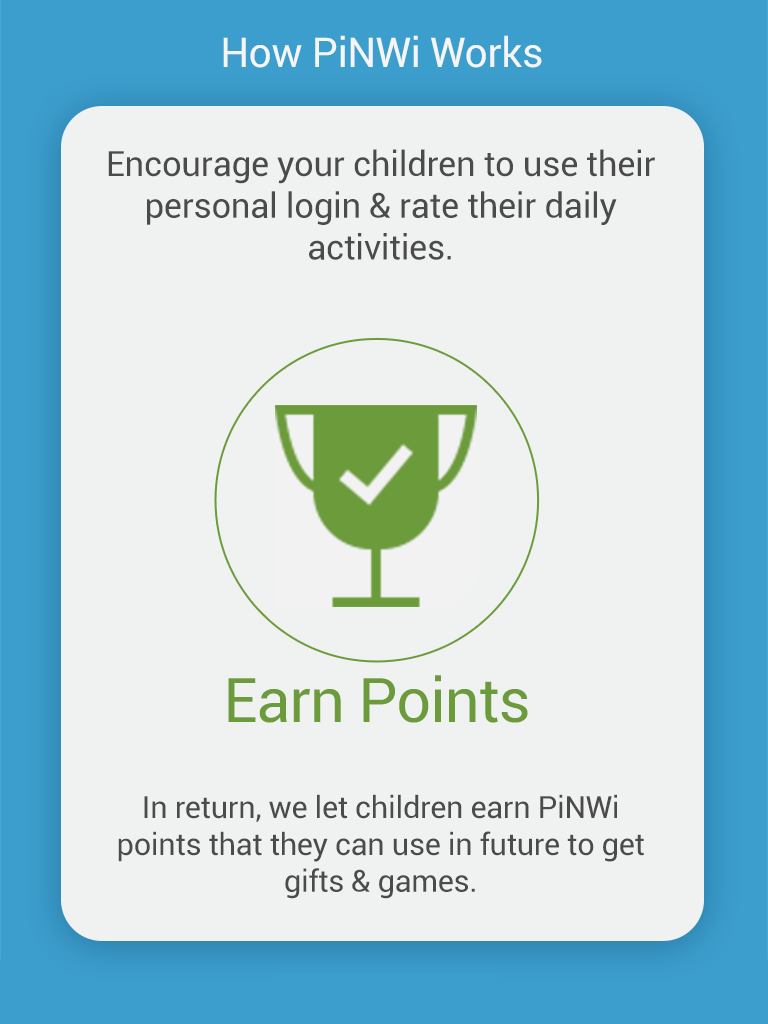 How PiNWi Works
Encourage your children to use their
personal login & rate their daily
activities.
Earn Points
In return, we let children earn PiNWi
points that they can use in future to get
gifts & games.